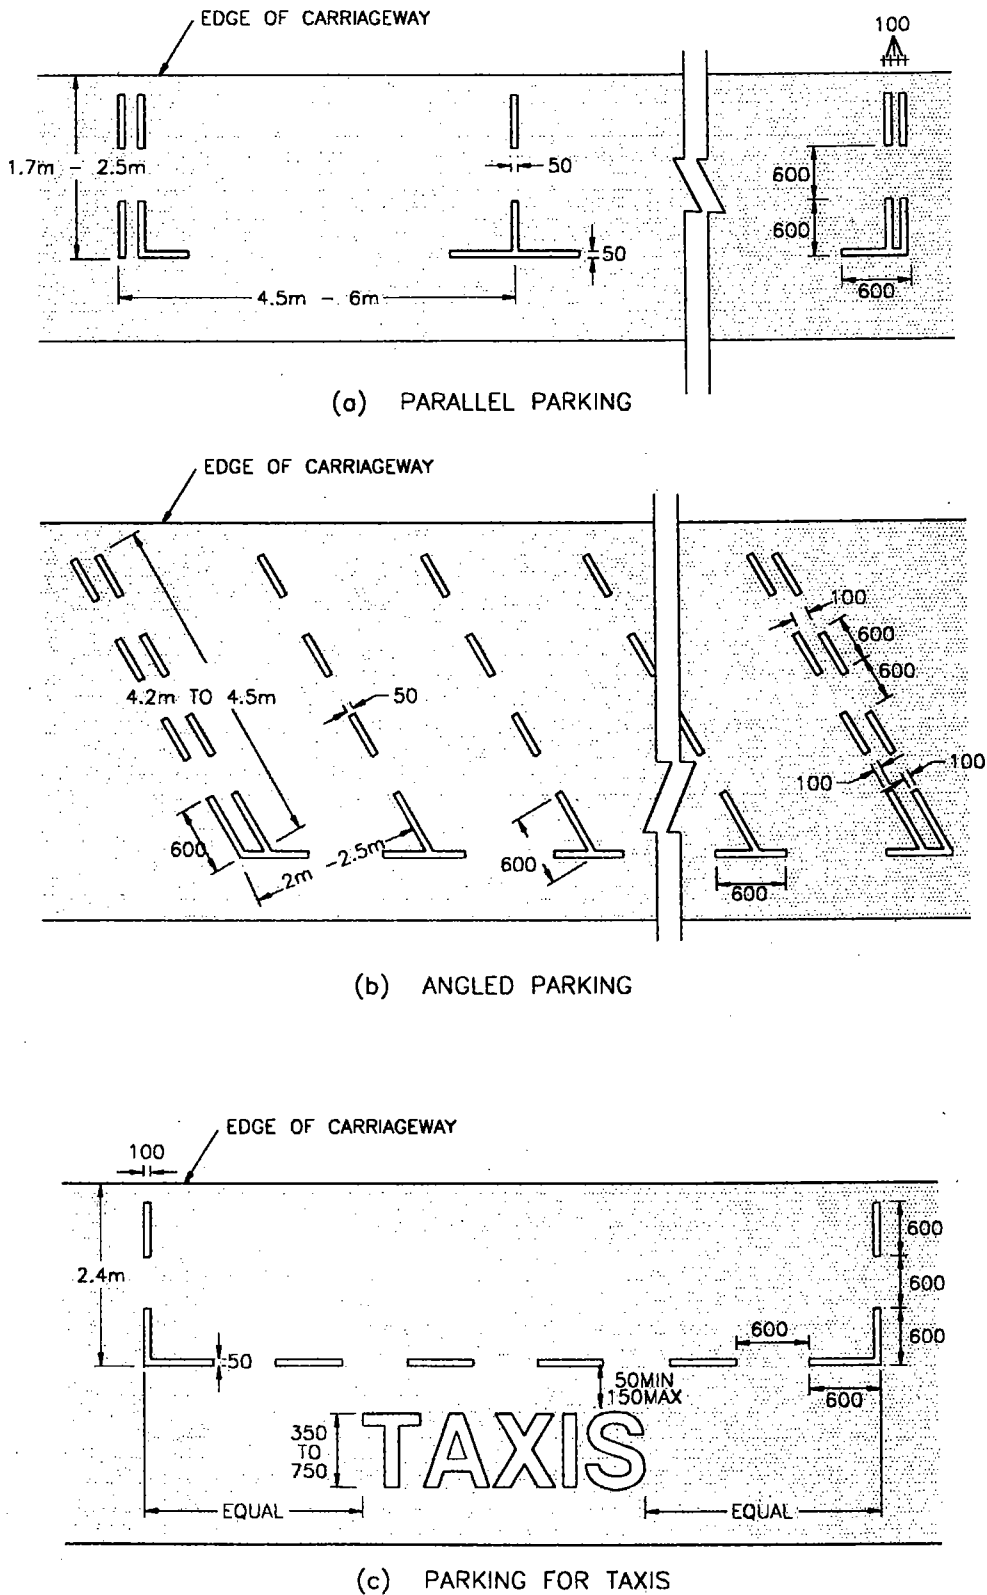 EDGE OF CARRIAGEWAY
100
1.7m - 2.5m
50
600
600
50
4.5m - 6m
600
(a) PARALLEL PARKING
EDGE OF CARRIAGEWAY
100
600
600
4.2m TO 4.5m
50
100
100
600
2m -2.5m
600
600
(b) ANGLED PARKING
EDGE OF CARRIAGEWAY
100
600
2.4m
600
600
600
50
50MIN
150MAX
600
350
TO
750
TAXIS
EQUAL
EQUAL
(c) PARKING FOR TAXIS